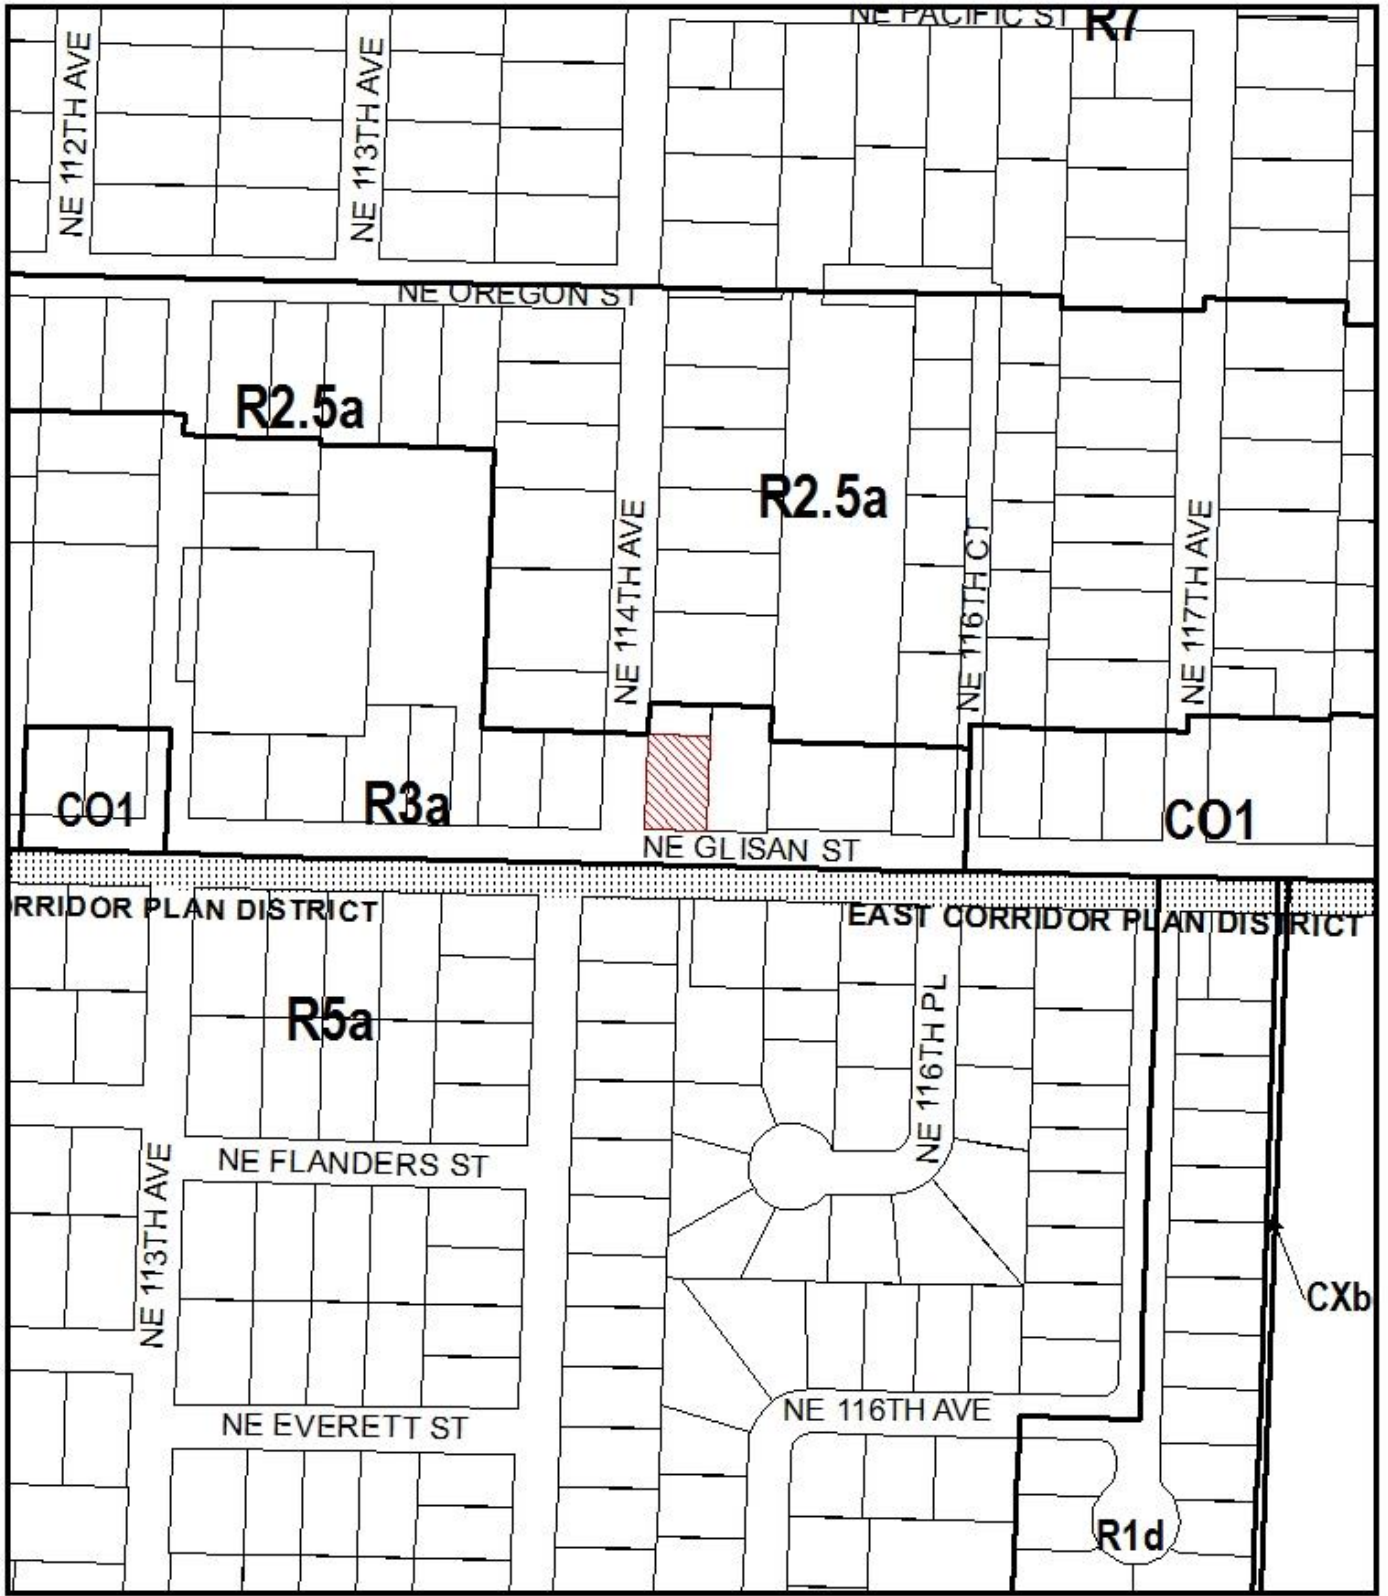 NE PACIFIC ST
R7
NE 112TH AVE
NE 113TH AVE
NE OREGON ST
R2.5a
R2.5a
NE 114TH AVE
NE 116TH CT
NE 117TH AVE
CO1
R3a
CO1
NE GLISAN ST
ORRIDOR PLAN DISTRICT
EAST CORRIDOR PLAN DISTRICT
R5a
NE 116TH PL
NE FLANDERS ST
NE 113TH AVE
CXb
NE 116TH AVE
NE EVERETT ST
R1d